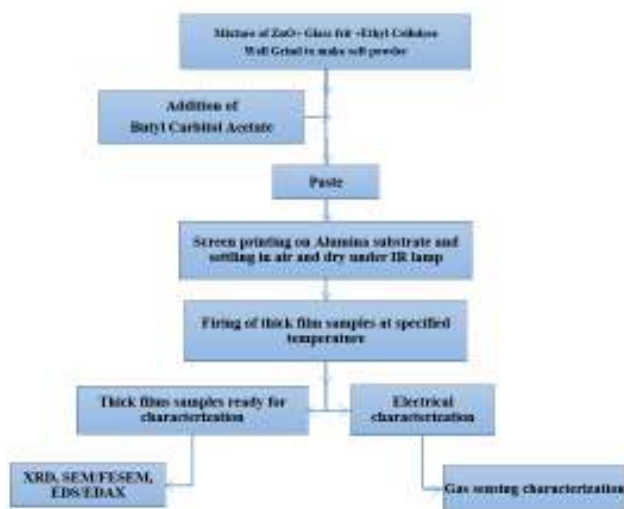 Mixture of ZnO+ Glass frit +Ethyl Cellulose
Well Grind to make soft powder
Addition of
Butyl Carbitol Acetate
Paste
Screen printing on Alumina substrate and
settling in air and dry under IR lamp
Firing of thick film samples at specified
temperature
Thick films samples ready for
characterization
Electrical
characterization
XRD, SEM/FESEM,
EDS/EDAX
Gas sensing characterization